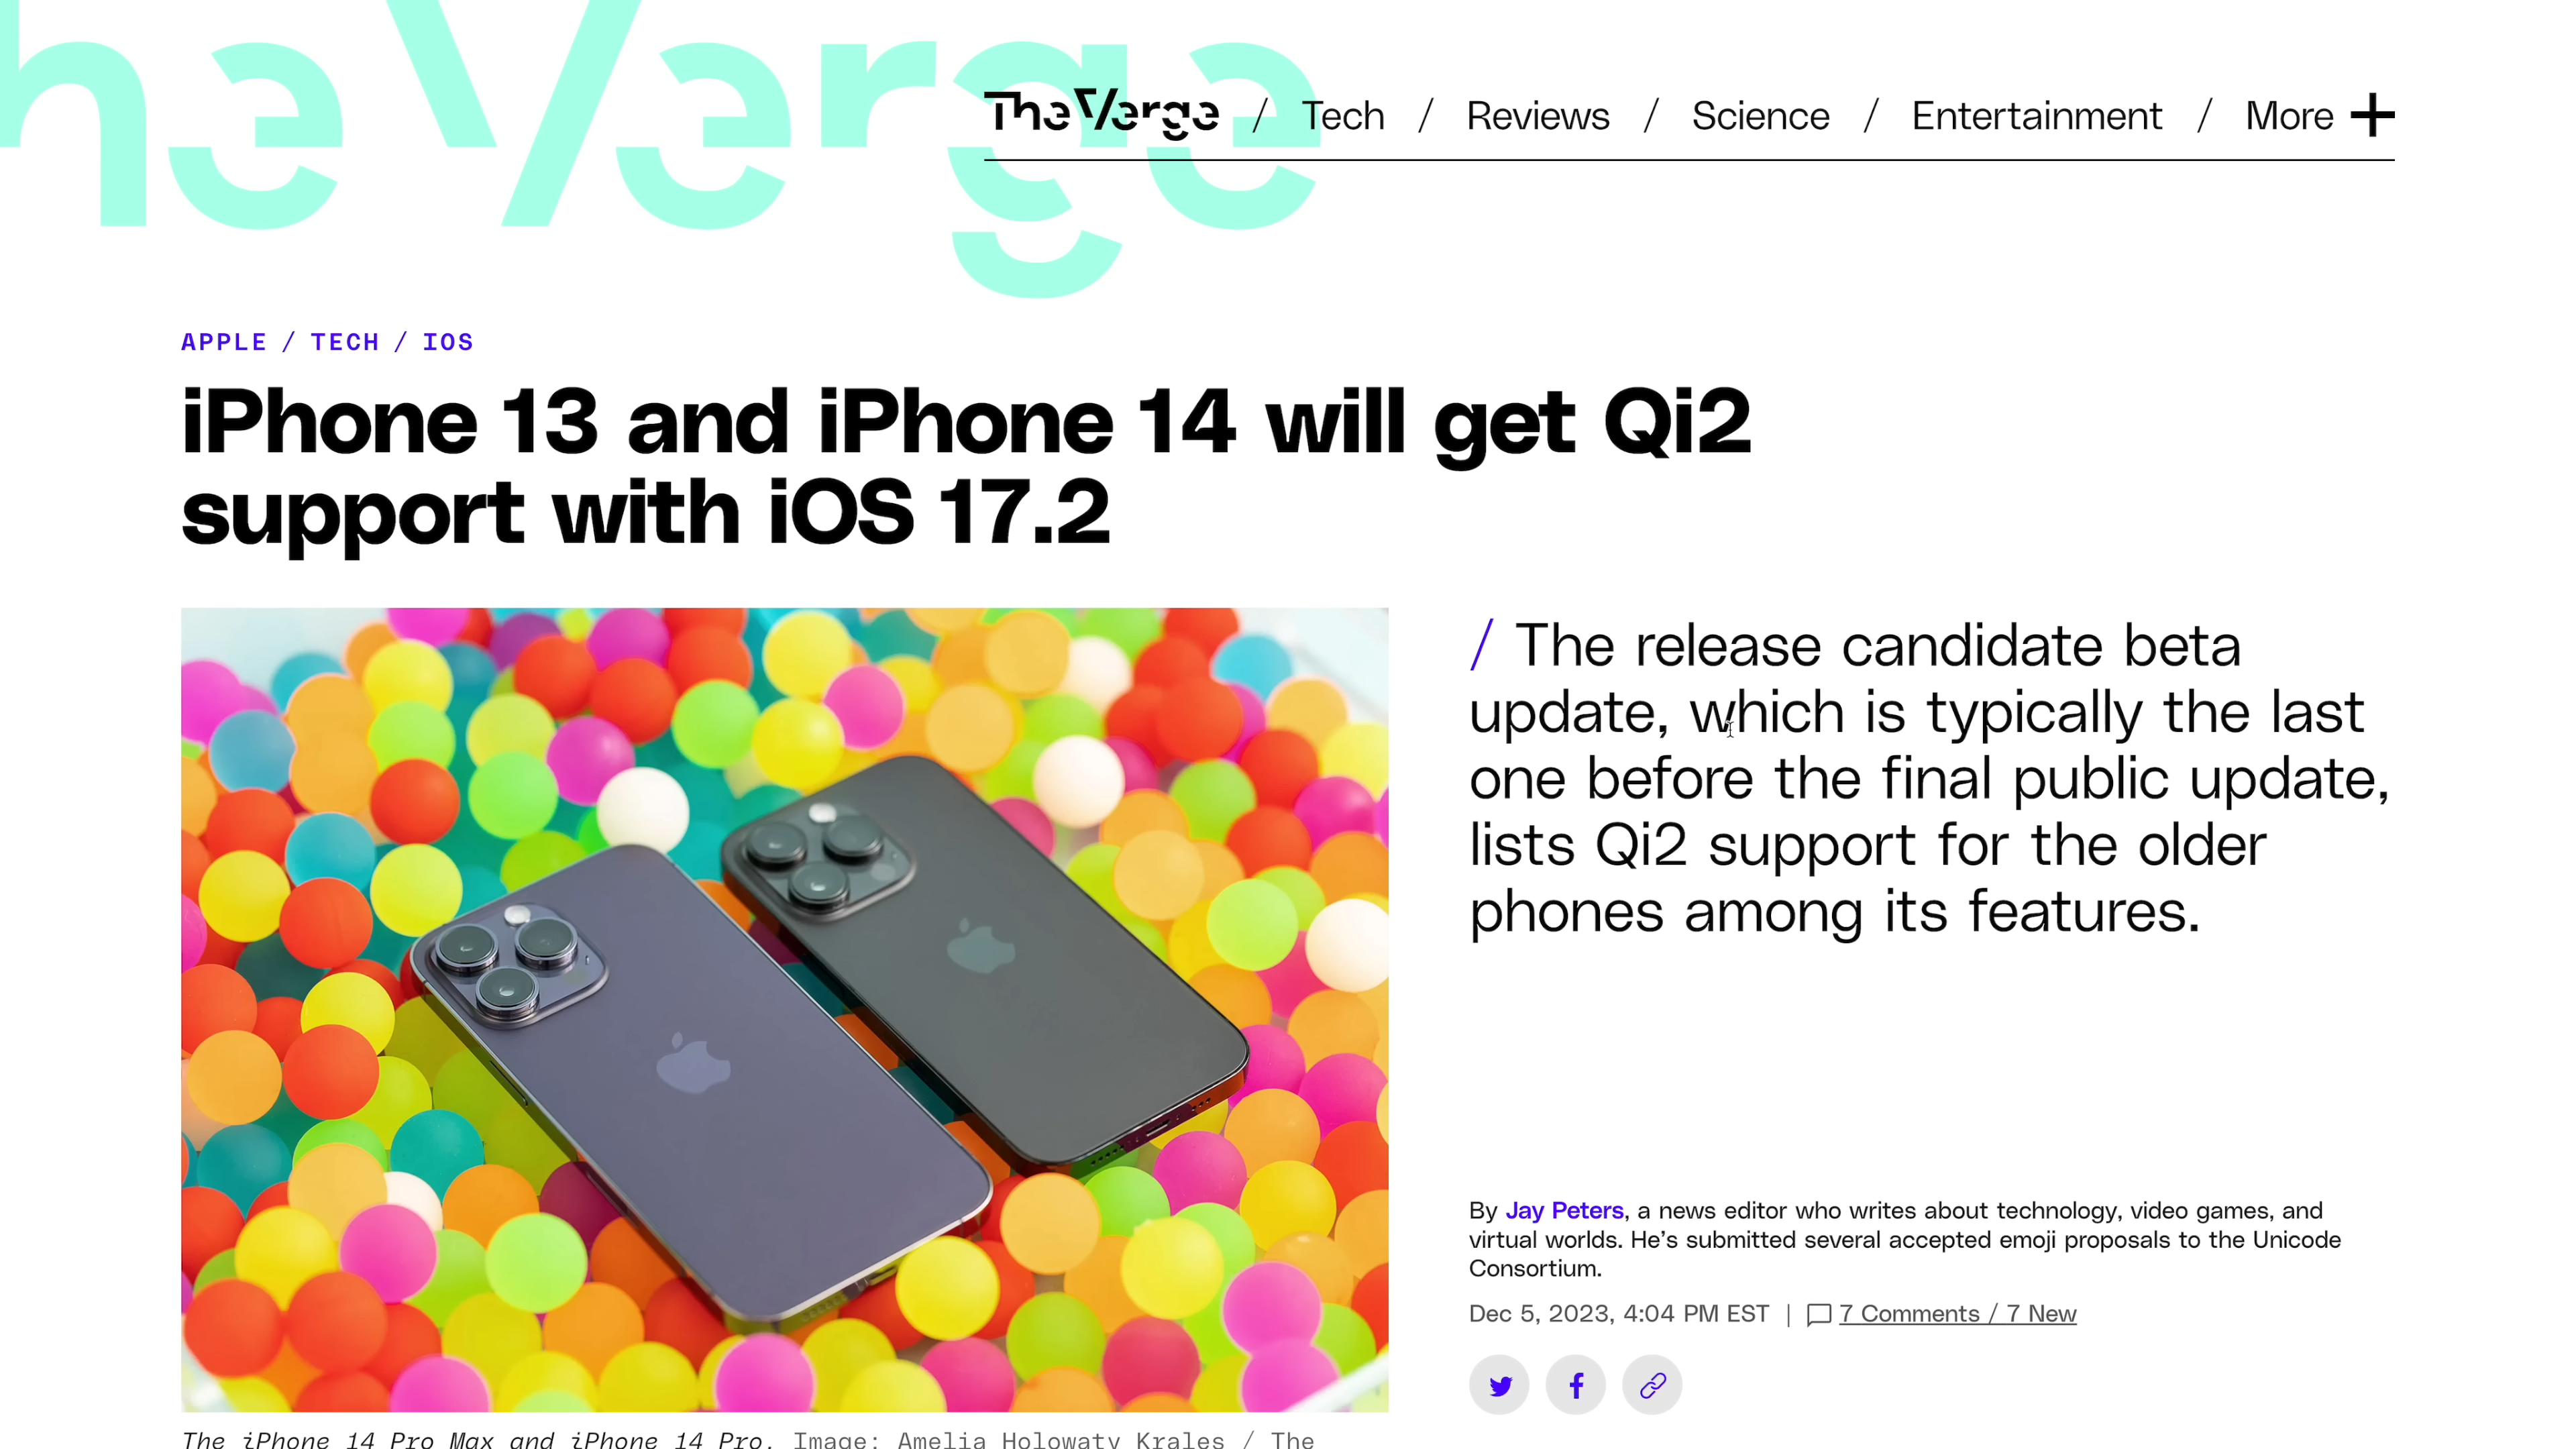 The Verge
The Verge / Tech / Reviews / Science / Entertainment / More
APPLE / TECH / IOS
iPhone 13 and iPhone 14 will get Qi2
support with iOS 17.2
/ The release candidate beta
update, which is typically the last
one before the final public update,
lists Qi2 support for the older
phones among its features.
By Jay Peters, a news editor who writes about technology, video games, and
virtual worlds. He’s submitted several accepted emoji proposals to the Unicode
Consortium.
Dec 5, 2023, 4:04 PM EST | 7 Comments / 7 New
The iPhone 14 Pro Max and iPhone 14 Pro. Image: Amelia Holowaty Krales / The